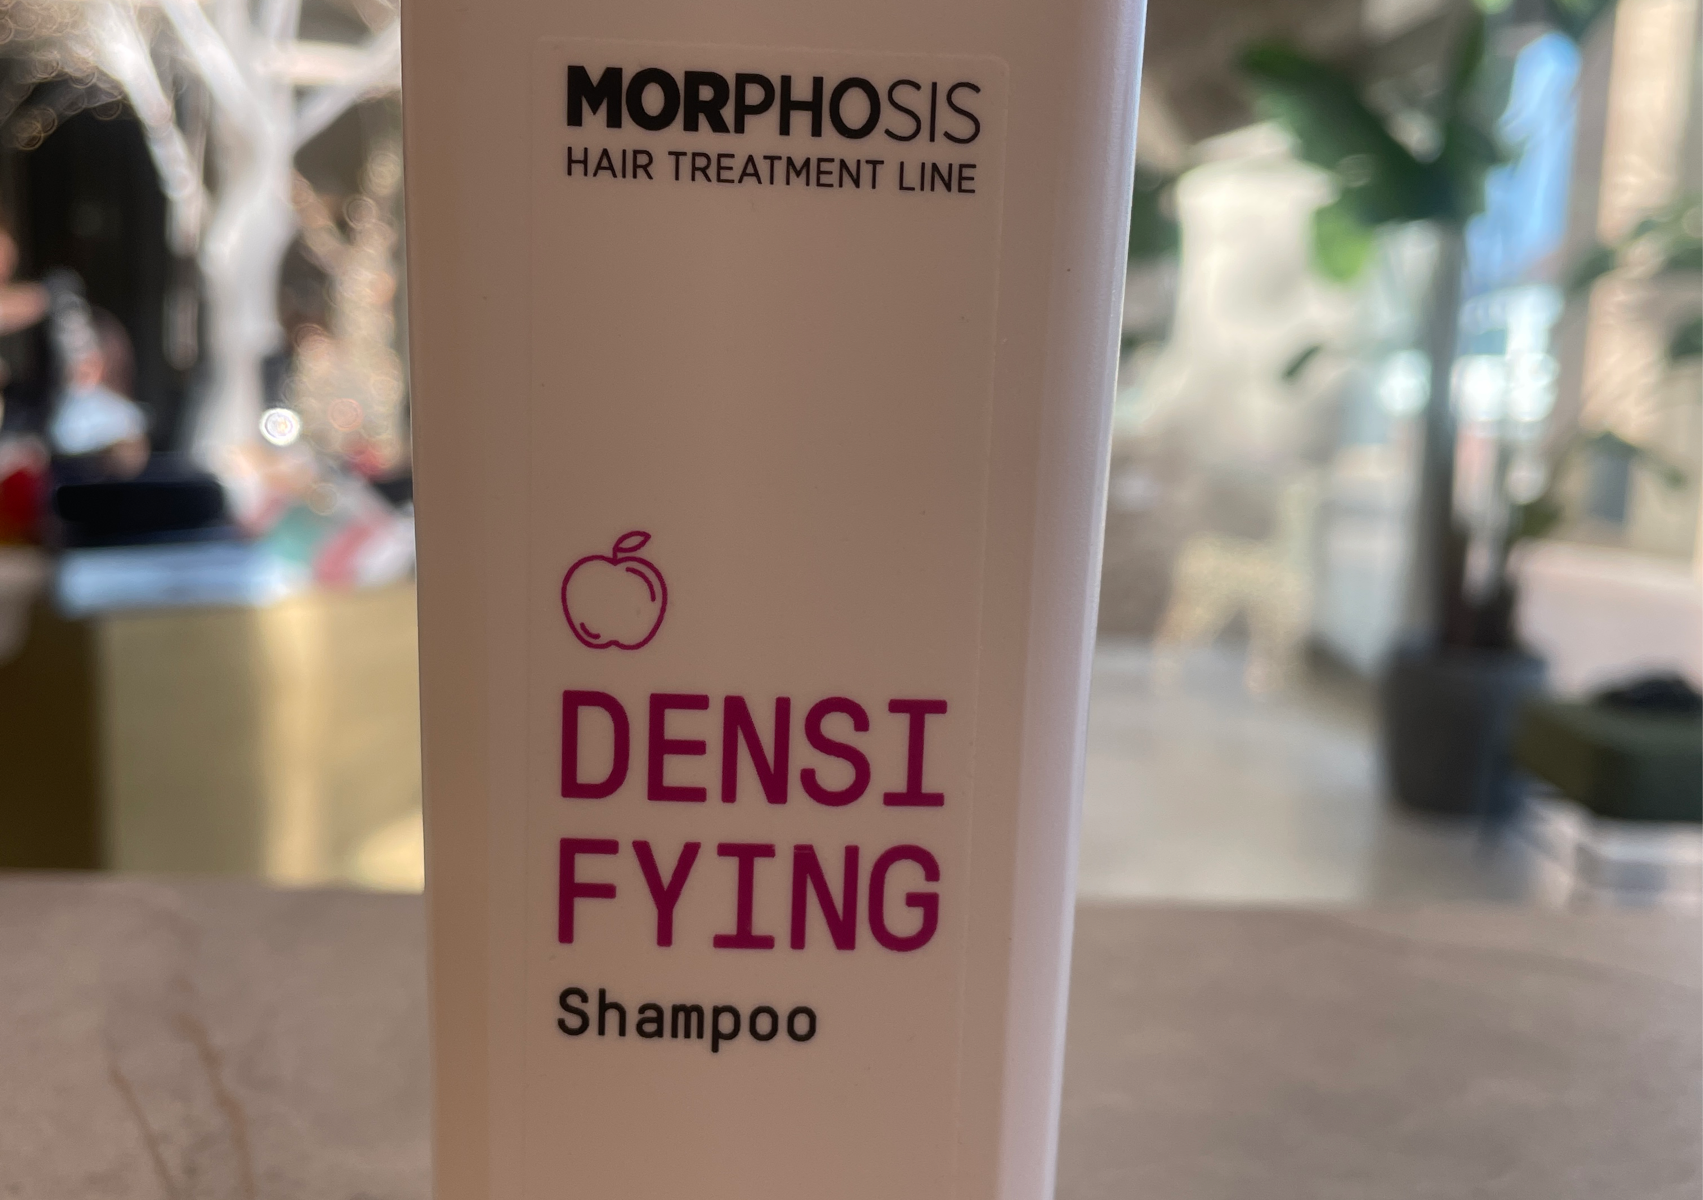 MORPHOSIS
HAIR TREATMENT LINE
DENSI
FYING
Shampoo